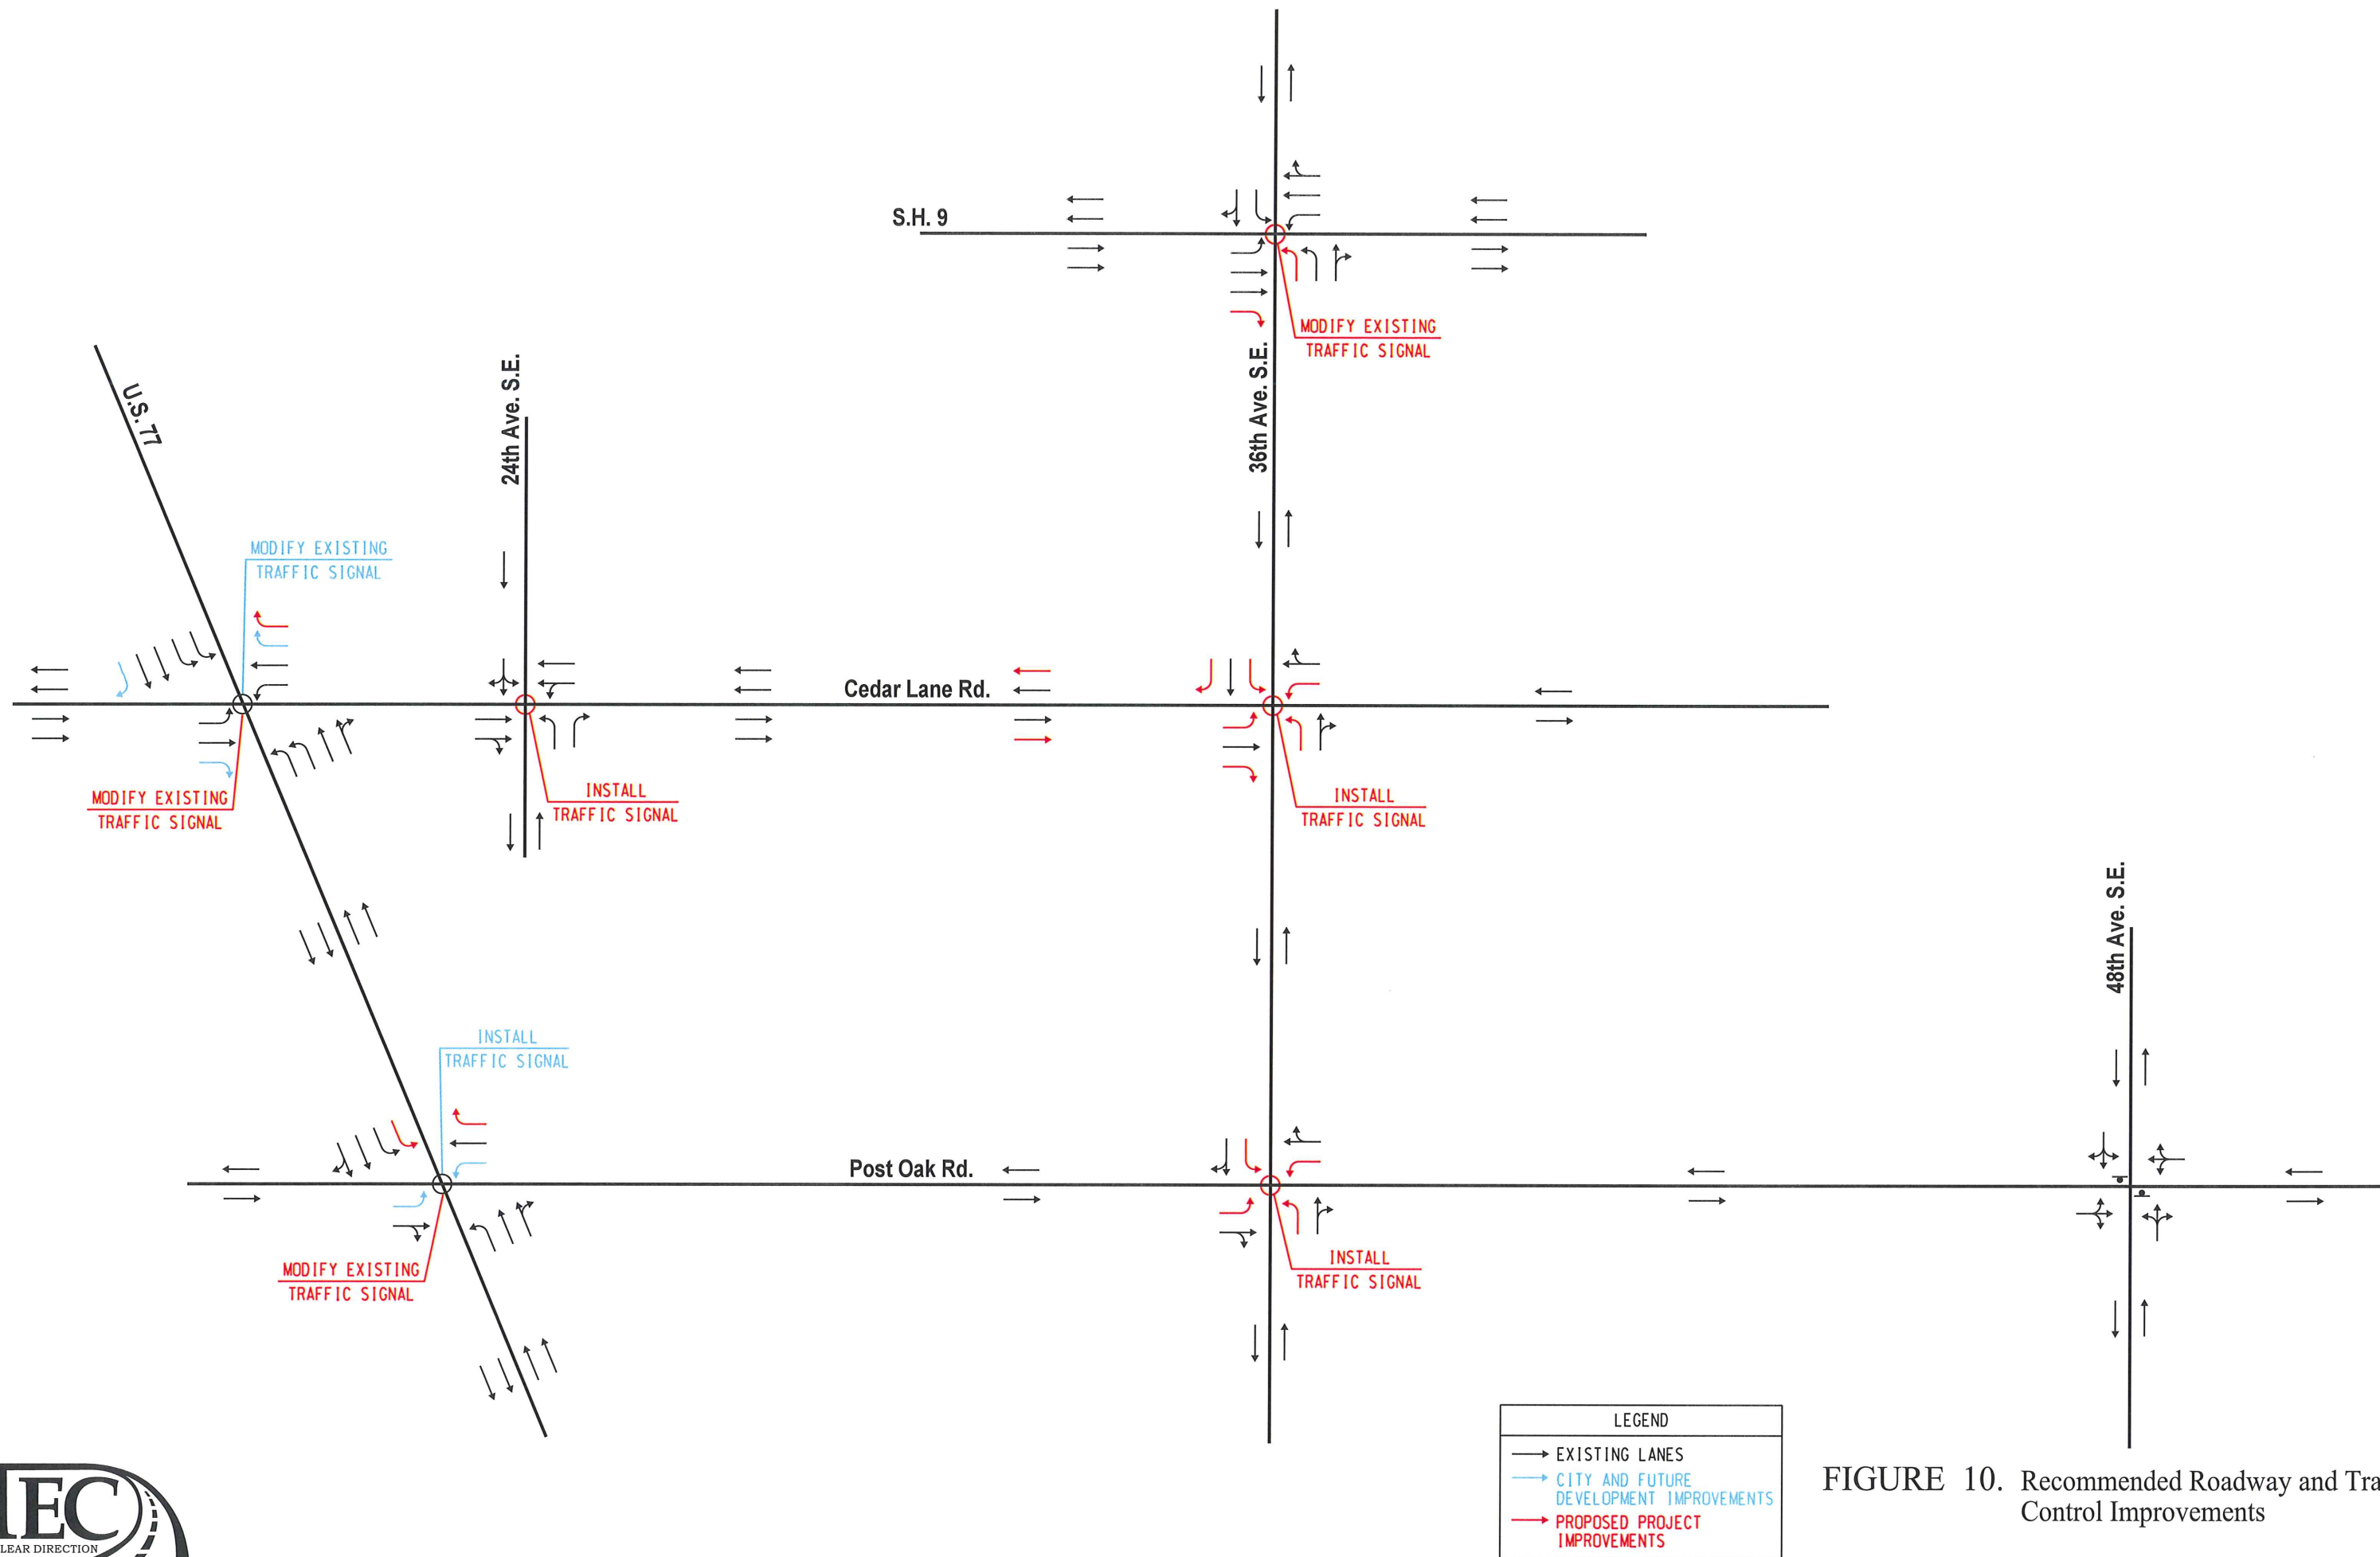 S.H. 9
MODIFY EXISTING
TRAFFIC SIGNAL
36th Ave. S.E.
U.S. 77
24th Ave. S.E.
MODIFY EXISTING
TRAFFIC SIGNAL
Cedar Lane Rd.
MODIFY EXISTING
TRAFFIC SIGNAL
INSTALL
TRAFFIC SIGNAL
INSTALL
TRAFFIC SIGNAL
48th Ave. S.E.
INSTALL
TRAFFIC SIGNAL
Post Oak Rd.
MODIFY EXISTING
TRAFFIC SIGNAL
INSTALL
TRAFFIC SIGNAL
LEGEND
EXISTING LANES
CITY AND FUTURE
DEVELOPMENT IMPROVEMENTS
PROPOSED PROJECT
IMPROVEMENTS
FIGURE 10. Recommended Roadway and Tra
Control Improvements
EC
LEAR DIRECTION